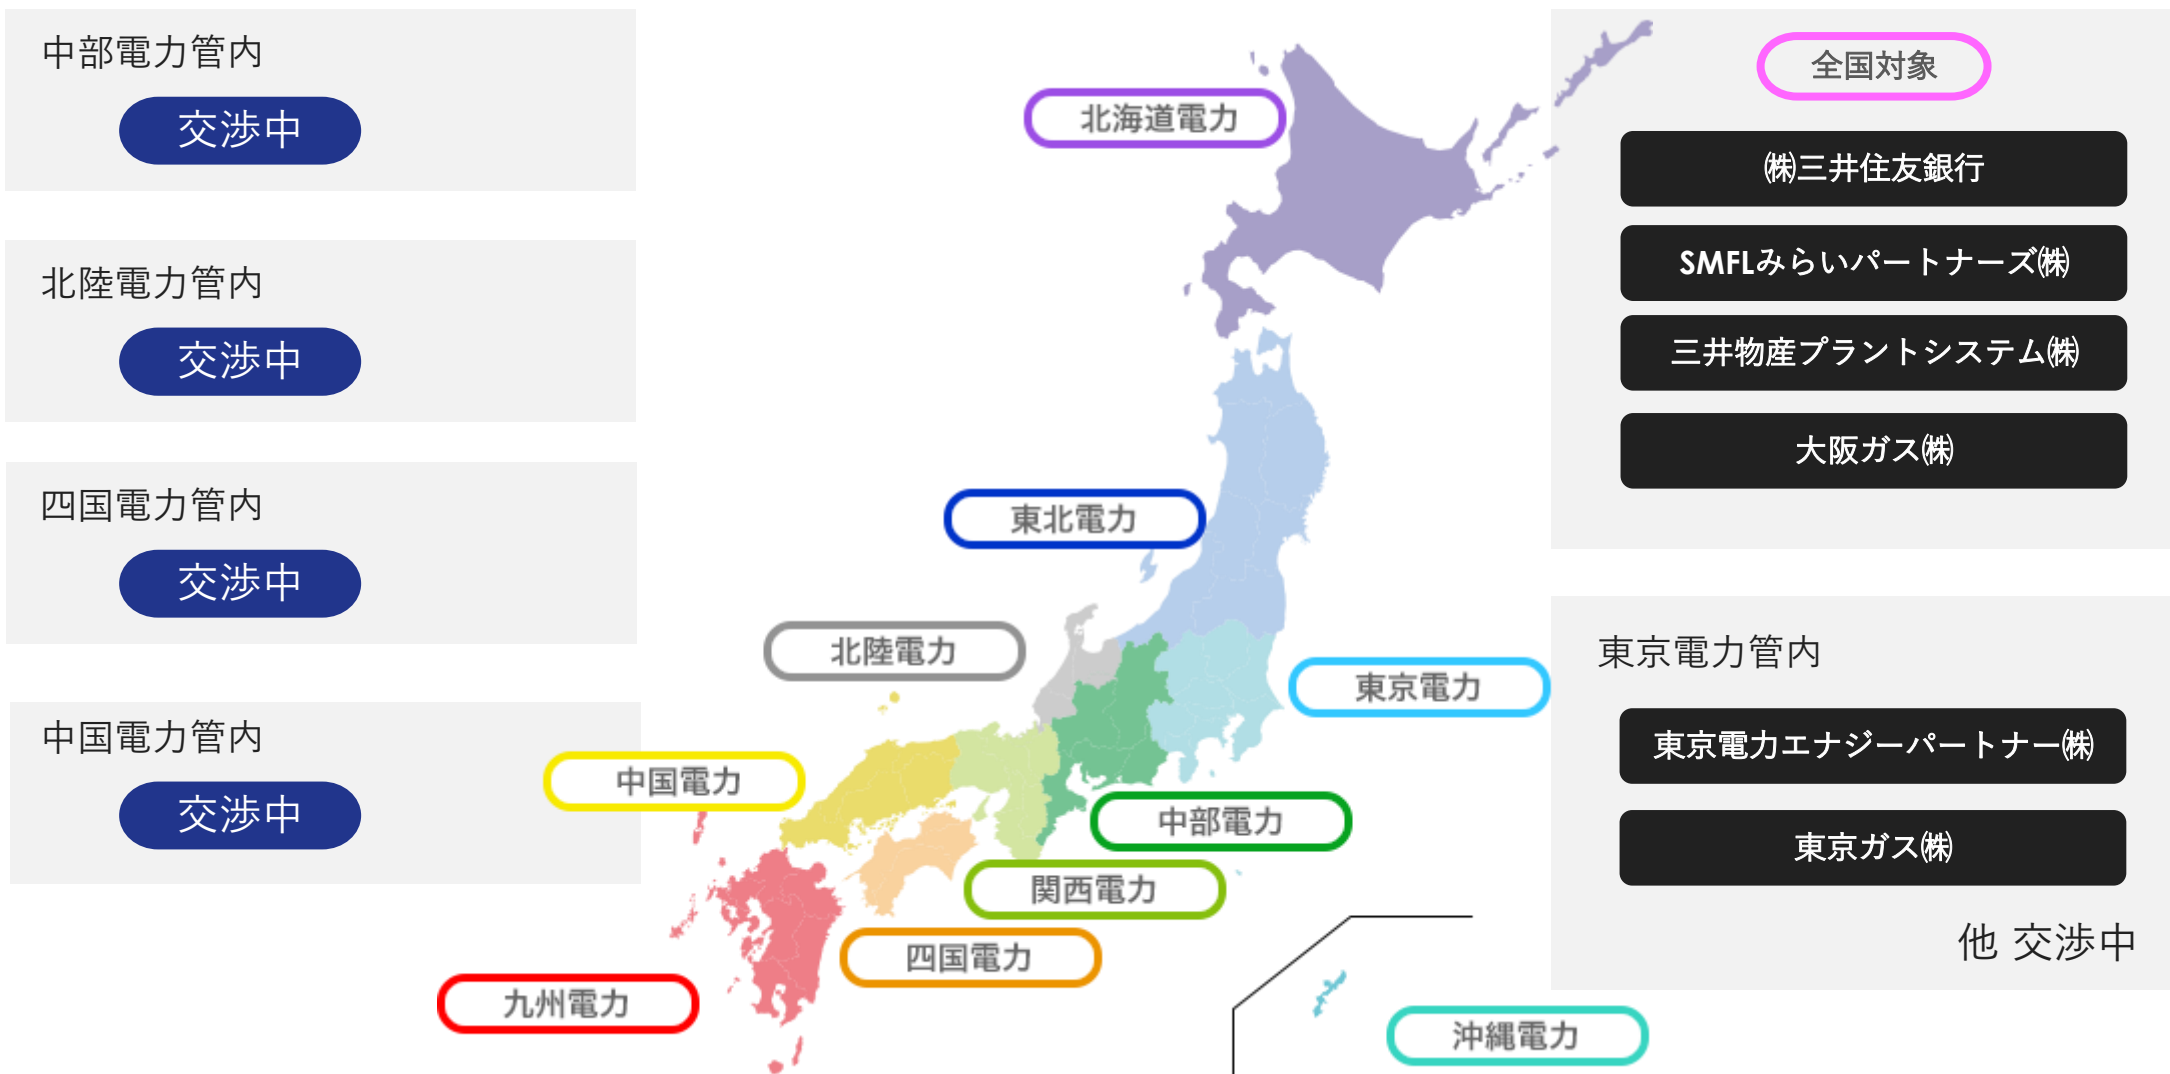 中部電力管内
交渉中
北陸電力管内
交渉中
四国電力管内
交渉中
中国電力管内
交渉中
北海道電力
東北電力
北陸電力
東京電力
中国電力
中部電力
関西電力
四国電力
九州電力
沖縄電力
全国対象
㈱三井住友銀行
SMFLみらいパートナーズ㈱
三井物産プラントシステム㈱
大阪ガス㈱
東京電力管内
東京電力エナジーパートナー㈱
東京ガス㈱
他 交渉中